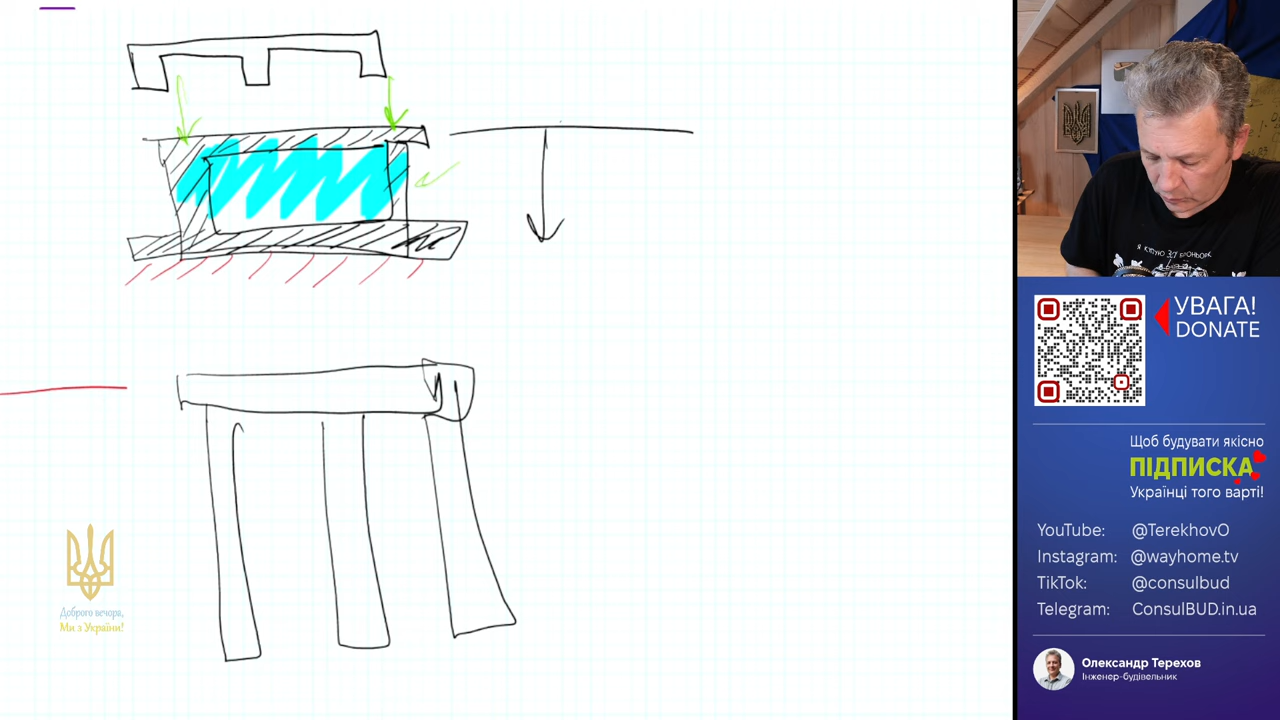 Доброго вечора,
Ми з України!
УВАГА!
DONATE
Щоб будувати якісно
ПІДПИСКА
Українці того варті!
YouTube: @TerekhovO
Instagram: @wayhome.tv
TikTok: @consulbud
Telegram: ConsulBUD.in.ua
Олександр Терехов
Інженер-будівельник